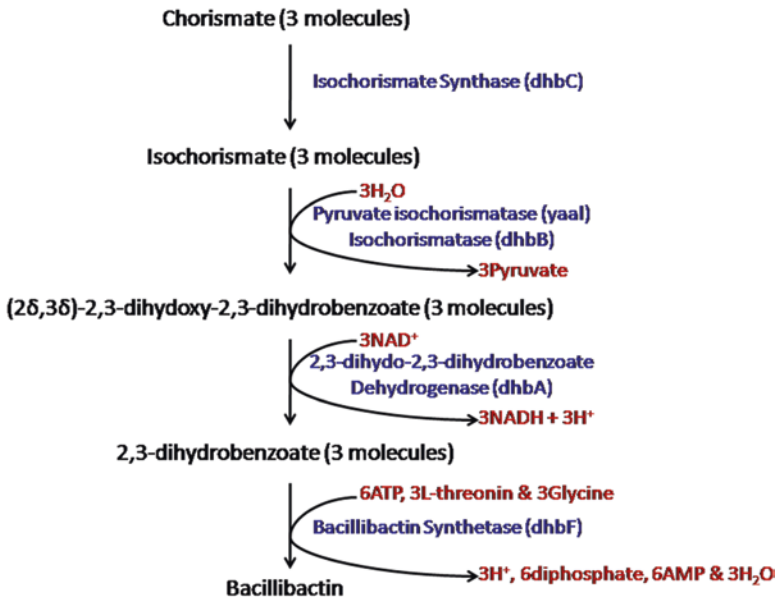 Chorismate (3 molecules)
Isochorismate Synthase (dhbC)
Isochorismate (3 molecules)
3H₂O
Pyruvate isochorismatase (yaaI)
Isochorismatase (dhbB)
3Pyruvate
(2δ,3δ)-2,3-dihydoxy-2,3-dihydrobenzoate (3 molecules)
3NAD⁺
2,3-dihydo-2,3-dihydrobenzoate
Dehydrogenase (dhbA)
3NADH + 3H⁺
2,3-dihydrobenzoate (3 molecules)
6ATP, 3L-threonin & 3Glycine
Bacillibactin Synthetase (dhbF)
3H⁺, 6diphosphate, 6AMP & 3H₂O
Bacillibactin